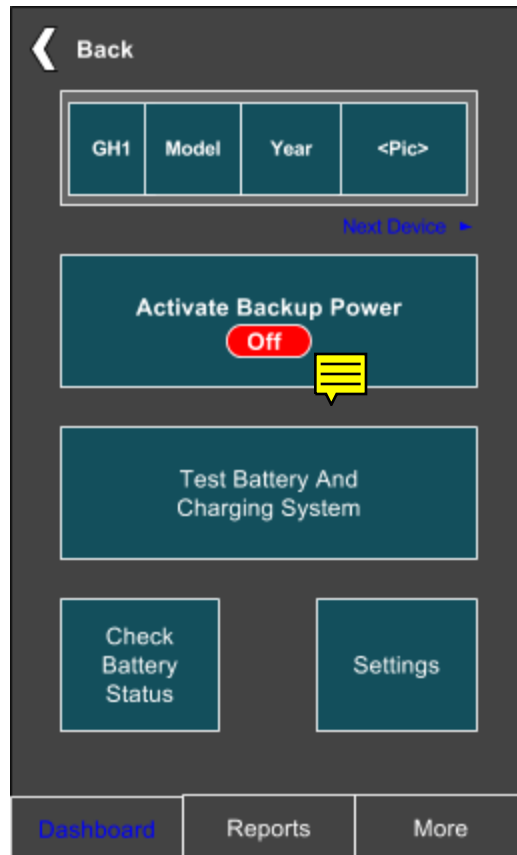 Back
GH1 Model Year <Pic>
Next Device ►
Activate Backup Power
Off
Test Battery And
Charging System
Check
Battery
Status
Settings
Dashboard Reports More